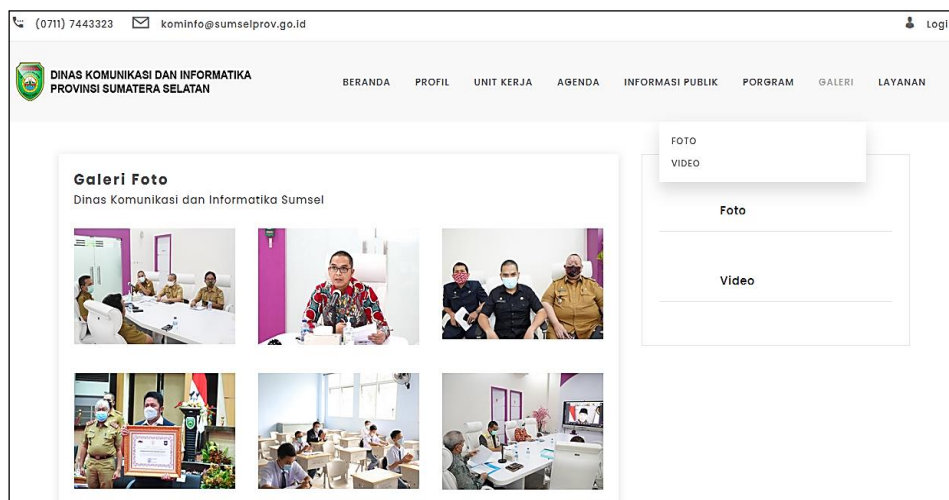 (0711) 7443323 kominfo@sumselprov.go.id Logi
DINAS KOMUNIKASI DAN INFORMATIKA
PROVINSI SUMATERA SELATAN
BERANDA PROFIL UNIT KERJA AGENDA INFORMASI PUBLIK PORGRAM GALERI LAYANAN
FOTO
VIDEO
Galeri Foto
Dinas Komunikasi dan Informatika Sumsel
Foto
Video